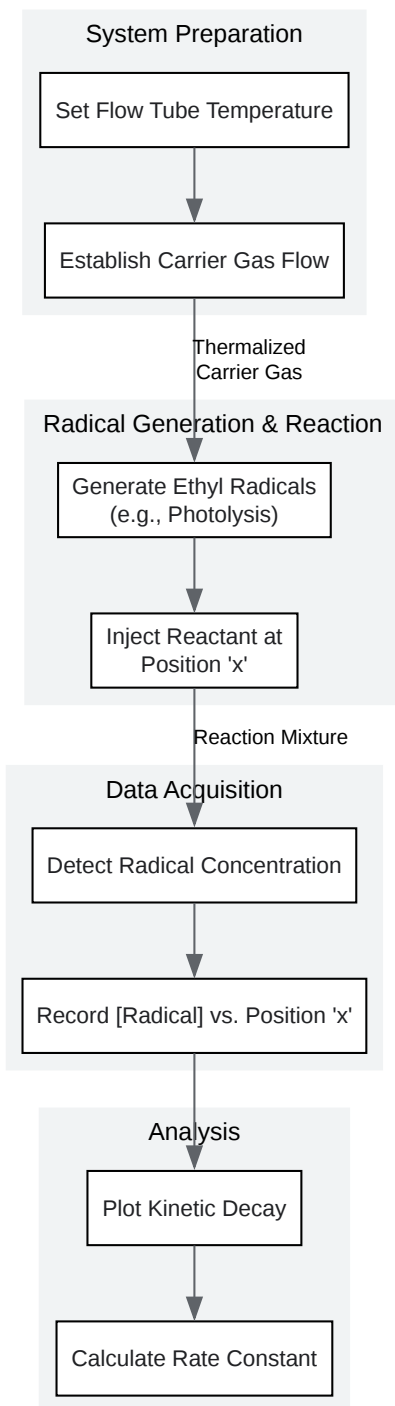 System Preparation
Set Flow Tube Temperature
Establish Carrier Gas Flow
Thermalized
Carrier Gas
Radical Generation & Reaction
Generate Ethyl Radicals
(e.g., Photolysis)
Inject Reactant at
Position 'x'
Reaction Mixture
Data Acquisition
Detect Radical Concentration
Record [Radical] vs. Position 'x'
Analysis
Plot Kinetic Decay
Calculate Rate Constant